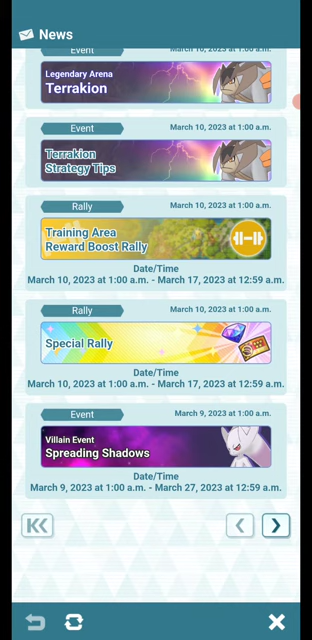 News
Event
March 10, 2023 at 1:00 a.m.
Legendary Arena
Terrakion
Event
March 10, 2023 at 1:00 a.m.
Terrakion
Strategy Tips
Rally
March 10, 2023 at 1:00 a.m.
Training Area
Reward Boost Rally
Date/Time
March 10, 2023 at 1:00 a.m. - March 17, 2023 at 12:59 a.m.
Rally
March 10, 2023 at 1:00 a.m.
Special Rally
Date/Time
March 10, 2023 at 1:00 a.m. - March 17, 2023 at 12:59 a.m.
Event
March 9, 2023 at 1:00 a.m.
Villain Event
Spreading Shadows
Date/Time
March 9, 2023 at 1:00 a.m. - March 27, 2023 at 12:59 a.m.